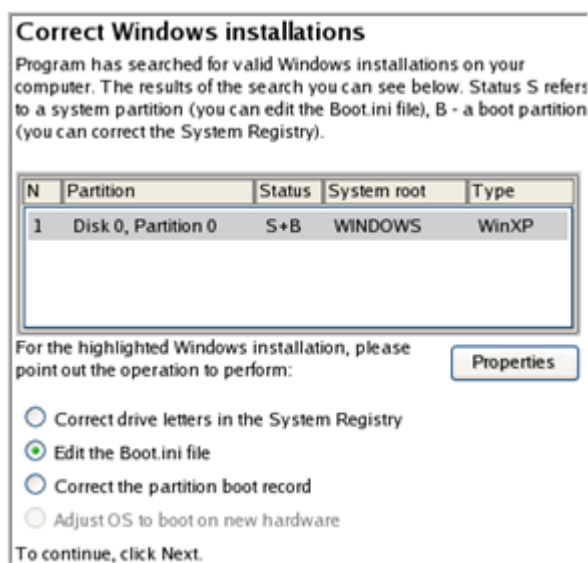 Correct Windows installations
Program has searched for valid Windows installations on your
computer. The results of the search you can see below. Status S refers
to a system partition (you can edit the Boot.ini file), B - a boot partition
(you can correct the System Registry).
N Partition Status System root Type
1 Disk 0, Partition 0 S+B WINDOWS WinXP
For the highlighted Windows installation, please
point out the operation to perform:
Properties
Correct drive letters in the System Registry
Edit the Boot.ini file
Correct the partition boot record
Adjust OS to boot on new hardware
To continue, click Next.